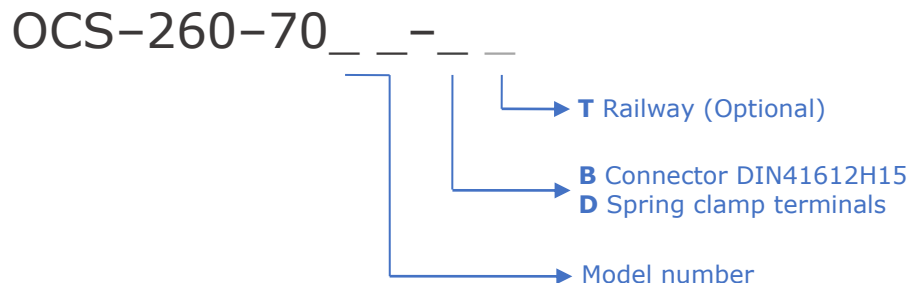 OCS–260–70_ _–_ _
T Railway (Optional)
B Connector DIN41612H15
D Spring clamp terminals
Model number